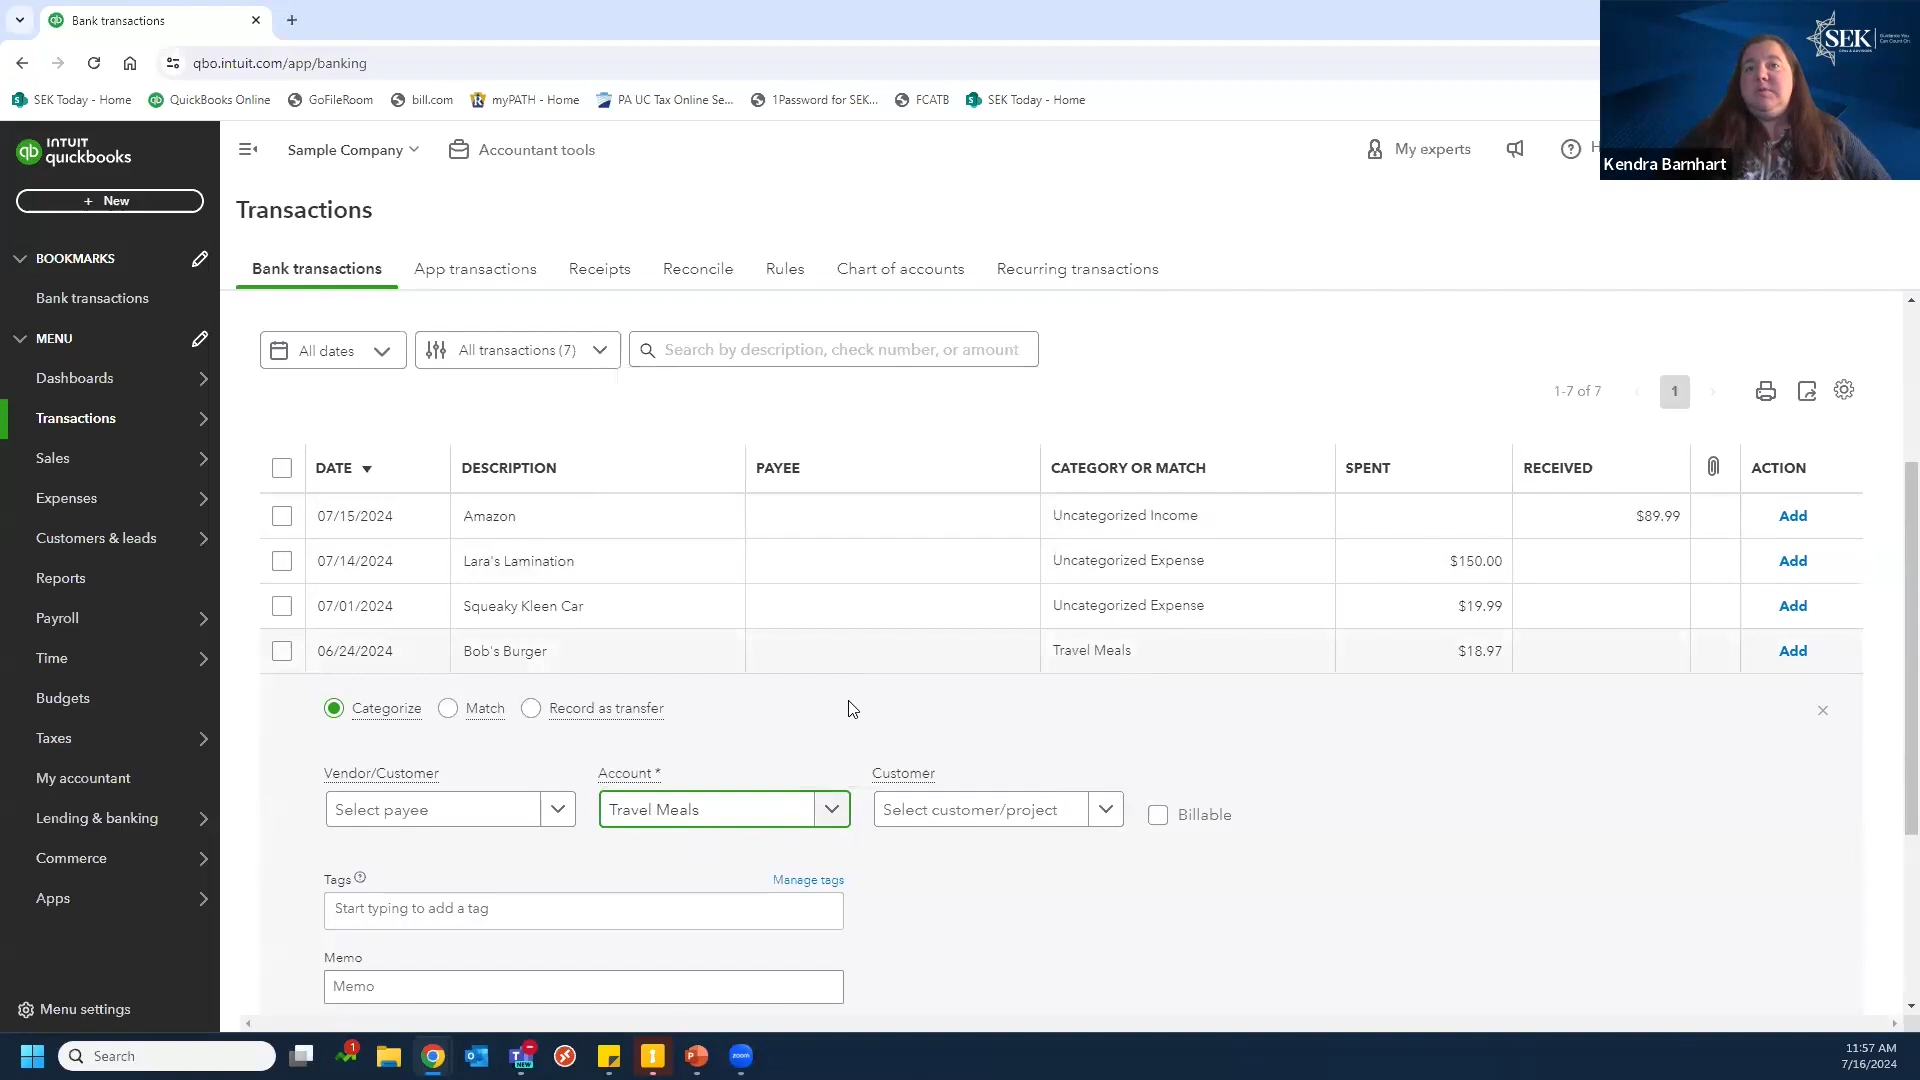 Bank transactions
qbo.intuit.com/app/banking
SEK Today - Home
QuickBooks Online
GoFileRoom
bill.com
myPATH - Home
PA UC Tax Online Se...
1Password for SEK...
FCATB
SEK Today - Home
SEK
Kendra Barnhart
INTUIT
quickbooks
Sample Company
Accountant tools
My experts
H
+ New
Transactions
BOOKMARKS
Bank transactions
MENU
Dashboards
Transactions
Sales
Expenses
Customers & leads
Reports
Payroll
Time
Budgets
Taxes
My accountant
Lending & banking
Commerce
Apps
Menu settings
Bank transactions App transactions Receipts Reconcile Rules Chart of accounts Recurring transactions
All dates
All transactions (7)
Search by description, check number, or amount
1-7 of 7
1
DATE DESCRIPTION PAYEE CATEGORY OR MATCH SPENT RECEIVED ACTION
07/15/2024 Amazon Uncategorized Income $89.99 Add
07/14/2024 Lara's Lamination Uncategorized Expense $150.00 Add
07/01/2024 Squeaky Kleen Car Uncategorized Expense $19.99 Add
06/24/2024 Bob's Burger Travel Meals $18.97 Add
Categorize Match Record as transfer
Vendor/Customer Account * Customer
Select payee Travel Meals Select customer/project Billable
Tags Manage tags
Start typing to add a tag
Memo
Memo
Search
1
NEW
zoom
11:57 AM
7/16/2024